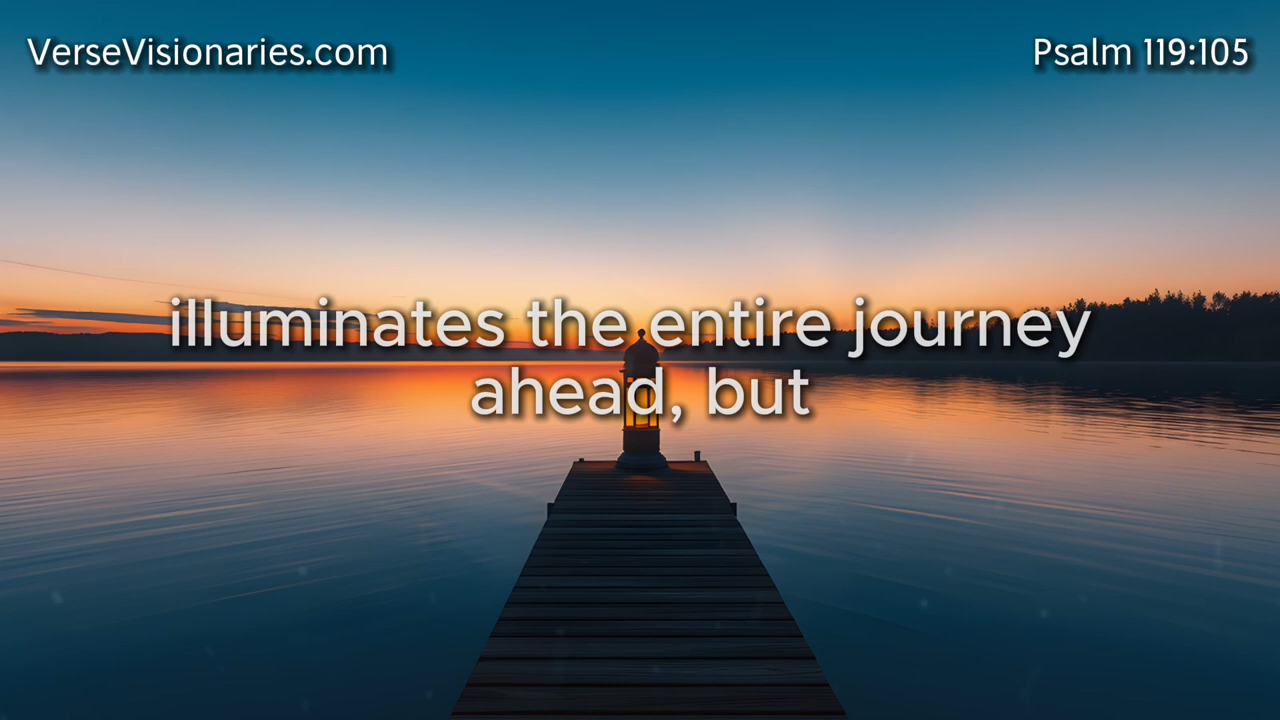 VerseVisionaries.com
Psalm 119:105
illuminates the entire journey
ahead, but